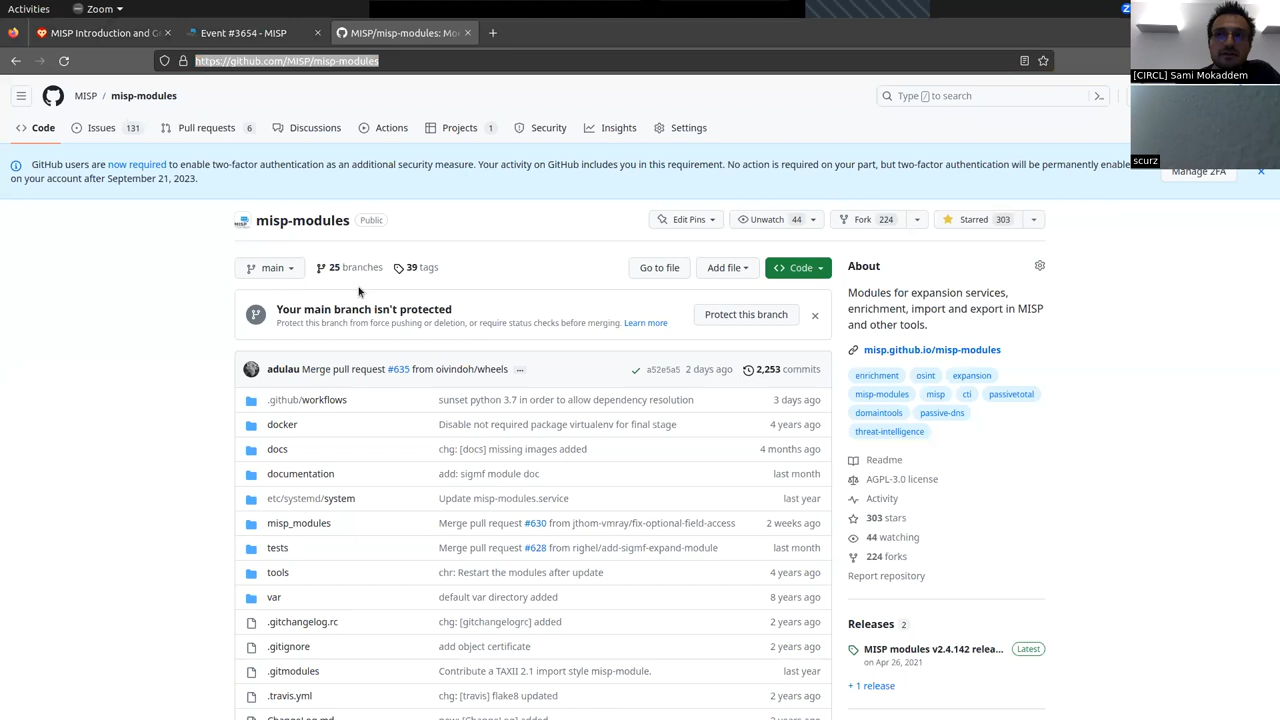 Activities
Zoom
MISP Introduction and G
Event #3654 - MISP
MISP/misp-modules: Mo
https://github.com/MISP/misp-modules
[CIRCL] Sami Mokaddem
scurz
MISP / misp-modules
Type / to search
Code
Issues 131
Pull requests 6
Discussions
Actions
Projects 1
Security
Insights
Settings
GitHub users are now required to enable two-factor authentication as an additional security measure. Your activity on GitHub includes you in this requirement. No action is required on your part, but two-factor authentication will be permanently enable
on your account after September 21, 2023.
Manage 2FA
misp-modules Public
Edit Pins
Unwatch 44
Fork 224
Starred 303
main
25 branches
39 tags
Go to file
Add file
Code
Your main branch isn't protected
Protect this branch from force pushing or deletion, or require status checks before merging. Learn more
Protect this branch
adulau Merge pull request #635 from oivindoh/wheels ... a52e5a5 2 days ago 2,253 commits
.github/workflows sunset python 3.7 in order to allow dependency resolution 3 days ago
docker Disable not required package virtualenv for final stage 4 years ago
docs chg: [docs] missing images added 4 months ago
documentation add: sigmf module doc last month
etc/systemd/system Update misp-modules.service last year
misp_modules Merge pull request #630 from jthom-vmray/fix-optional-field-access 2 weeks ago
tests Merge pull request #628 from righel/add-sigmf-expand-module last month
tools chr: Restart the modules after update 4 years ago
var default var directory added 8 years ago
.gitchangelog.rc chg: [gitchangelogrc] added 2 years ago
.gitignore add object certificate 2 years ago
.gitmodules Contribute a TAXII 2.1 import style misp-module. last year
.travis.yml chg: [travis] flake8 updated 2 years ago
ChangeLog.md new: [ChangeLog] added 2 years ago
About
Modules for expansion services,
enrichment, import and export in MISP
and other tools.
misp.github.io/misp-modules
enrichment osint expansion
misp-modules misp cti passivetotal
domaintools passive-dns
threat-intelligence
Readme
AGPL-3.0 license
Activity
303 stars
44 watching
224 forks
Report repository
Releases 2
MISP modules v2.4.142 relea... Latest
on Apr 26, 2021
+ 1 release